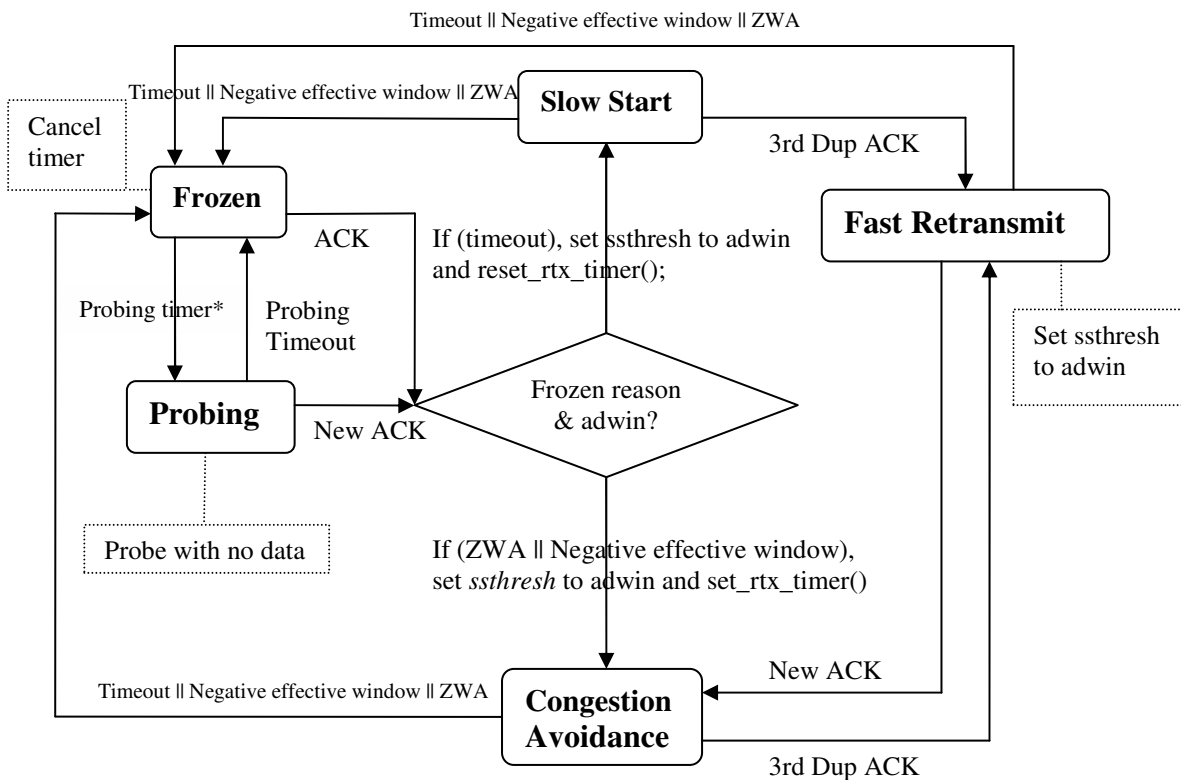 Timeout || Negative effective window || ZWA
Timeout || Negative effective window || ZWA
Slow Start
Cancel
timer
3rd Dup ACK
Frozen
Fast Retransmit
ACK
If (timeout), set ssthresh to adwin
and reset_rtx_timer();
Probing timer*
Probing
Timeout
Set ssthresh
to adwin
Frozen reason
& adwin?
Probing
New ACK
Probe with no data
If (ZWA || Negative effective window),
set ssthresh to adwin and set_rtx_timer()
New ACK
Timeout || Negative effective window || ZWA
Congestion
Avoidance
3rd Dup ACK